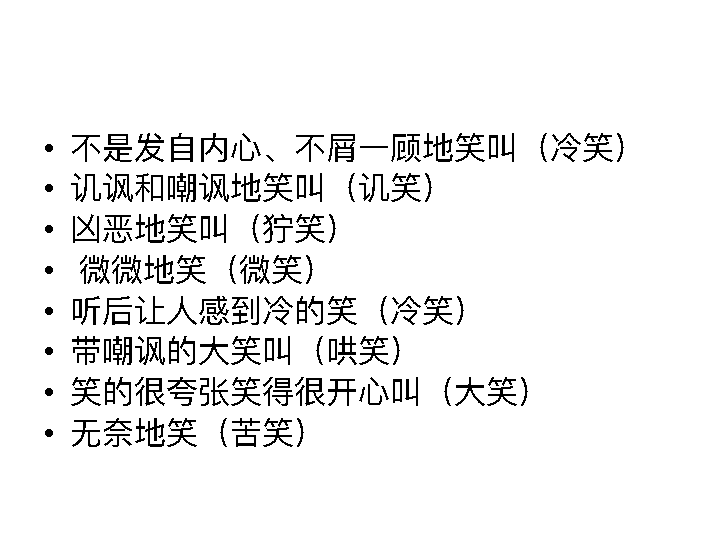 • 不是发自内心、不屑一顾地笑叫（冷笑）
• 讥讽和嘲讽地笑叫（讥笑）
• 凶恶地笑叫（狞笑）
• 微微地笑（微笑）
• 听后让人感到冷的笑（冷笑）
• 带嘲讽的大笑叫（哄笑）
• 笑的很夸张笑得很开心叫（大笑）
• 无奈地笑（苦笑）